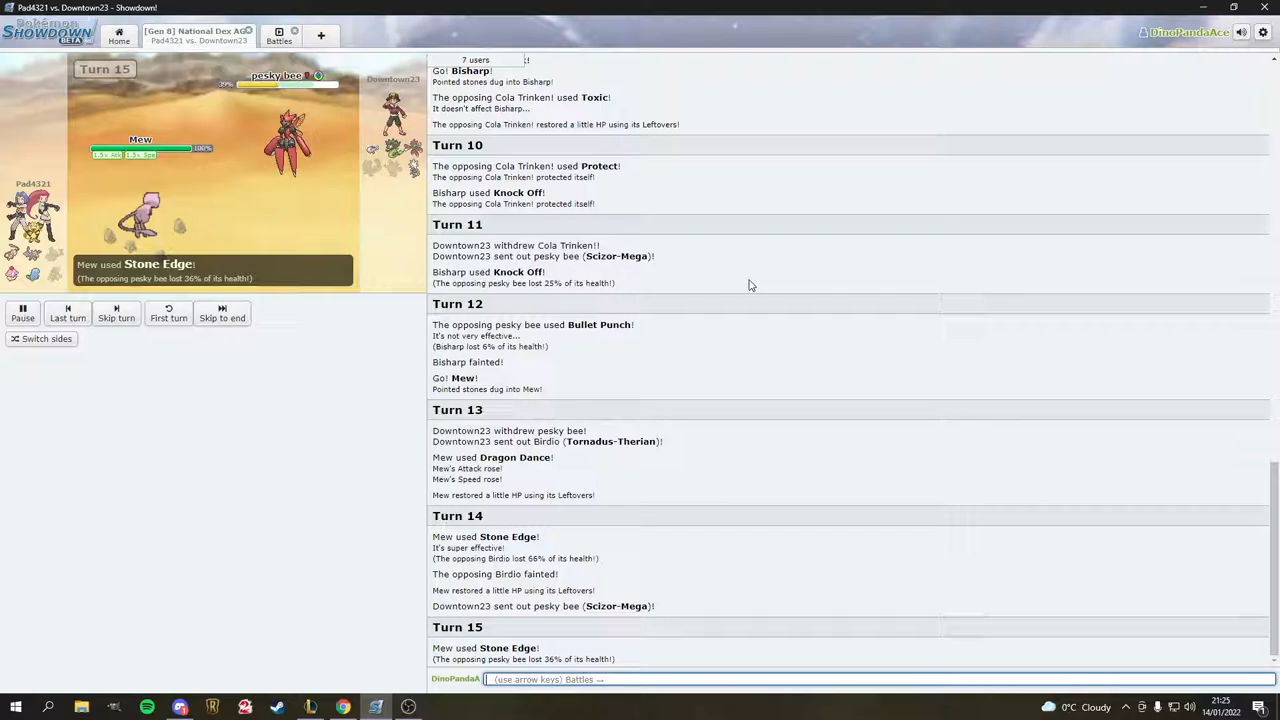 Pad4321 vs. Downtown23 - Showdown!
Pokémon
SHOWDOWN
BETA
Home
[Gen 8] National Dex AG
Pad4321 vs. Downtown23
Battles
DinoPandaAce
Turn 15
pesky bee
39%
Downtown23
Mew
100%
1.5× Atk 1.5× Spe
Pad4321
Mew used Stone Edge!
(The opposing pesky bee lost 36% of its health!)
Pause
Last turn
Skip turn
First turn
Skip to end
Switch sides
7 users
Go! Bisharp!
Pointed stones dug into Bisharp!
The opposing Cola Trinken! used Toxic!
It doesn't affect Bisharp...
The opposing Cola Trinken! restored a little HP using its Leftovers!
Turn 10
The opposing Cola Trinken! used Protect!
The opposing Cola Trinken! protected itself!
Bisharp used Knock Off!
The opposing Cola Trinken! protected itself!
Turn 11
Downtown23 withdrew Cola Trinken!!
Downtown23 sent out pesky bee (Scizor-Mega)!
Bisharp used Knock Off!
(The opposing pesky bee lost 25% of its health!)
Turn 12
The opposing pesky bee used Bullet Punch!
It's not very effective...
(Bisharp lost 6% of its health!)
Bisharp fainted!
Go! Mew!
Pointed stones dug into Mew!
Turn 13
Downtown23 withdrew pesky bee!
Downtown23 sent out Birdio (Tornadus-Therian)!
Mew used Dragon Dance!
Mew's Attack rose!
Mew's Speed rose!
Mew restored a little HP using its Leftovers!
Turn 14
Mew used Stone Edge!
It's super effective!
(The opposing Birdio lost 66% of its health!)
The opposing Birdio fainted!
Mew restored a little HP using its Leftovers!
Downtown23 sent out pesky bee (Scizor-Mega)!
Turn 15
Mew used Stone Edge!
(The opposing pesky bee lost 36% of its health!)
DinoPandaA
(use arrow keys) Battles →
0°C Cloudy
21:25
14/01/2022